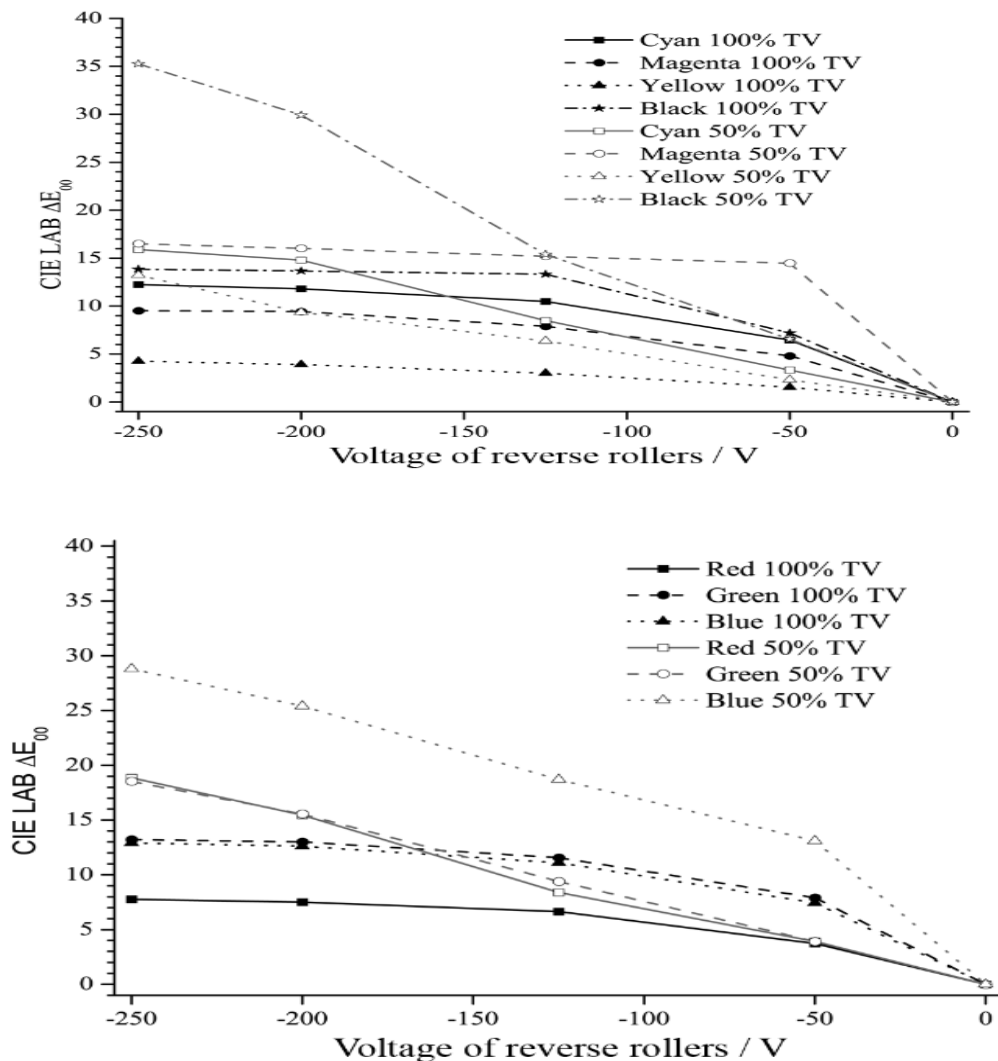 40
35
30
25
20
15
10
5
0
CIE LAB ΔE₀₀
Cyan 100% TV
Magenta 100% TV
Yellow 100% TV
Black 100% TV
Cyan 50% TV
Magenta 50% TV
Yellow 50% TV
Black 50% TV
-250 -200 -150 -100 -50 0
Voltage of reverse rollers / V
40
35
30
25
20
15
10
5
0
CIE LAB ΔE₀₀
Red 100% TV
Green 100% TV
Blue 100% TV
Red 50% TV
Green 50% TV
Blue 50% TV
-250 -200 -150 -100 -50 0
Voltage of reverse rollers / V